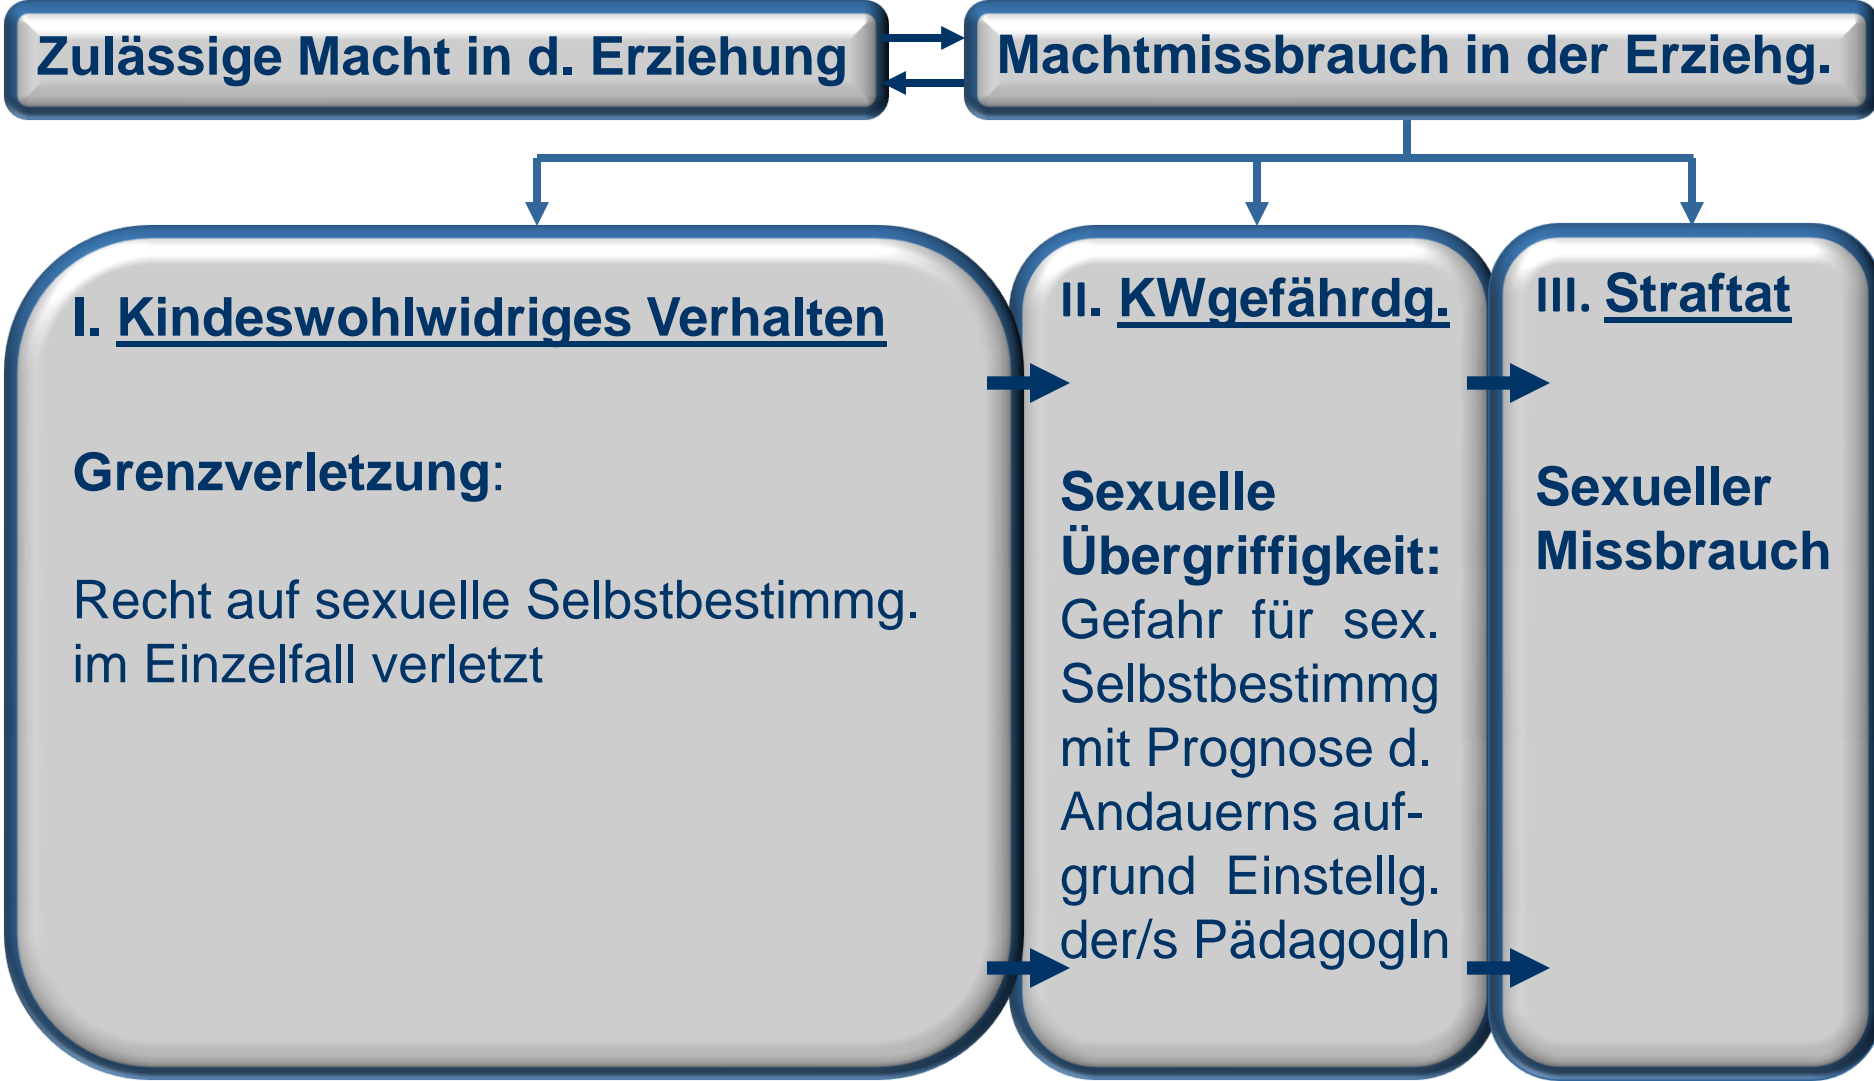 Zulässige Macht in d. Erziehung
Machtmissbrauch in der Erziehg.
I. Kindeswohlwidriges Verhalten
Grenzverletzung:
Recht auf sexuelle Selbstbestimmg.
im Einzelfall verletzt
II. KWgefährdg.
Sexuelle
Übergriffigkeit:
Gefahr für sex.
Selbstbestimmg
mit Prognose d.
Andauerns auf-
grund Einstellg.
der/s PädagogIn
III. Straftat
Sexueller
Missbrauch